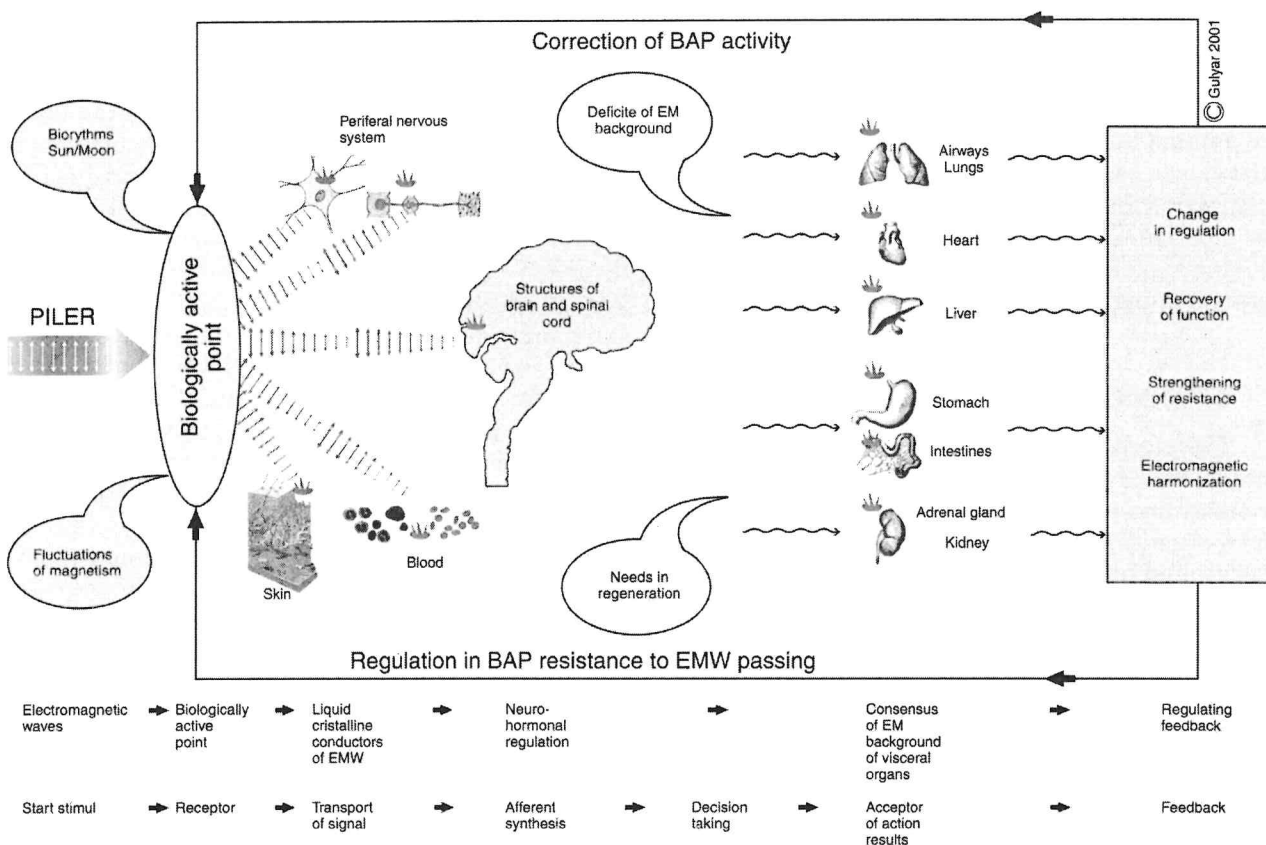 Correction of BAP activity
© Gulyar 2001
Biorythms
Sun/Moon
Periferal nervous
system
Deficite of EM
background
Airways
Lungs
Heart
Structures of
brain and spinal
cord
Liver
PILER
Biologically active
point
Stomach
Intestines
Adrenal gland
Kidney
Change
in regulation
Recovery
of function
Strengthening
of resistance
Electromagnetic
harmonization
Fluctuations
of magnetism
Skin
Blood
Needs in
regeneration
Regulation in BAP resistance to EMW passing
Electromagnetic
waves
Biologically
active
point
Liquid
cristalline
conductors
of EMW
Neuro-
hormonal
regulation
Consensus
of EM
background
of visceral
organs
Regulating
feedback
Start stimul
Receptor
Transport
of signal
Afferent
synthesis
Decision
taking
Acceptor
of action
results
Feedback